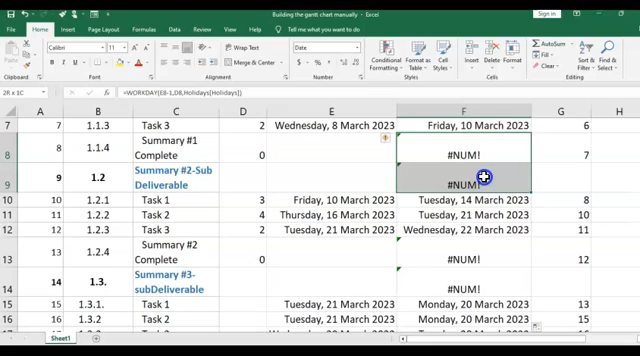 Building the gantt chart manually - Excel
Sign in
File Home Insert Page Layout Formulas Data Review View Help Tell me what you want to do
Calibri 11 Wrap Text Date AutoSum
Paste B I U Merge & Center $ % Conditional Formatting Format as Table Cell Styles Insert Delete Format Fill Clear Sort & Filter Find & Select
Clipboard Font Alignment Number Styles Cells Editing
2R x 1C =WORKDAY(E8-1,D8,Holidays[Holidays])
A B C D E F G H
7 7 1.1.3 Task 3 2 Wednesday, 8 March 2023 Friday, 10 March 2023 6
8 8 1.1.4 Summary #1 Complete 0 #NUM! 7
9 9 1.2 Summary #2-Sub Deliverable #NUM!
10 10 1.2.1 Task 1 3 Friday, 10 March 2023 Tuesday, 14 March 2023 8
11 11 1.2.2 Task 2 4 Thursday, 16 March 2023 Tuesday, 21 March 2023 10
12 12 1.2.3 Task 3 2 Tuesday, 21 March 2023 Wednesday, 22 March 2023 11
13 13 1.2.4 Summary #2 Complete 0 #NUM! 12
14 14 1.3. Summary #3-subDeliverable #NUM!
15 15 1.3.1. Task 1 Tuesday, 21 March 2023 Monday, 20 March 2023 13
16 16 1.3.2 Task 2 Tuesday, 21 March 2023 Monday, 20 March 2023 15
Sheet1